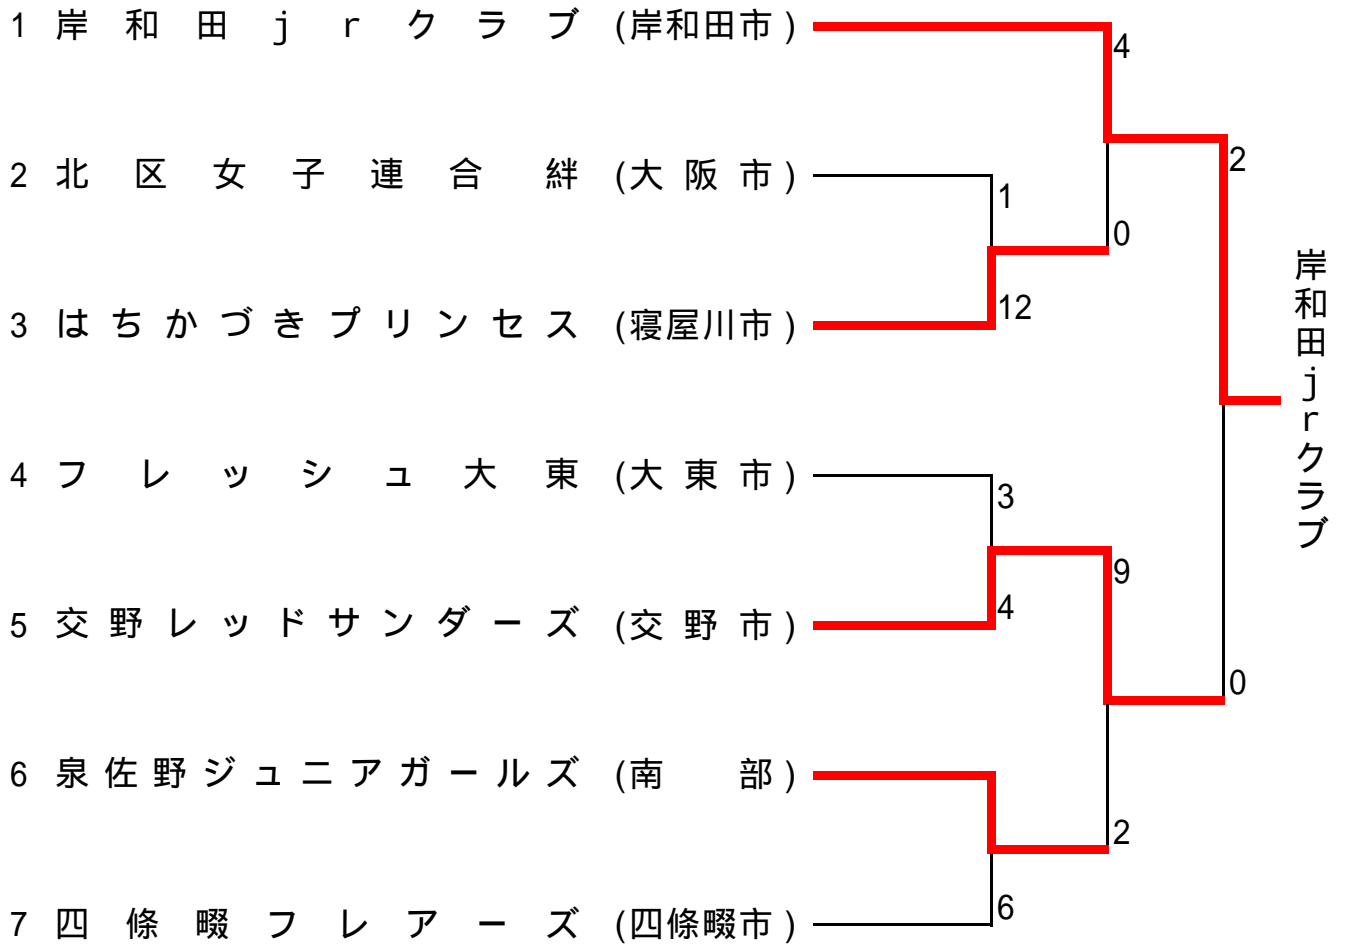 1 岸和田ｊｒクラブ (岸和田市)
4
2
2 北区女子連合絆 (大阪市)
1
0
岸和田ｊｒクラブ
3 はちかづきプリンセス (寝屋川市)
12
4 フレッシュ大東 (大東市)
3
9
5 交野レッドサンダーズ (交野市)
4
0
6 泉佐野ジュニアガールズ (南部)
2
7 四條畷フレアーズ (四條畷市)
6